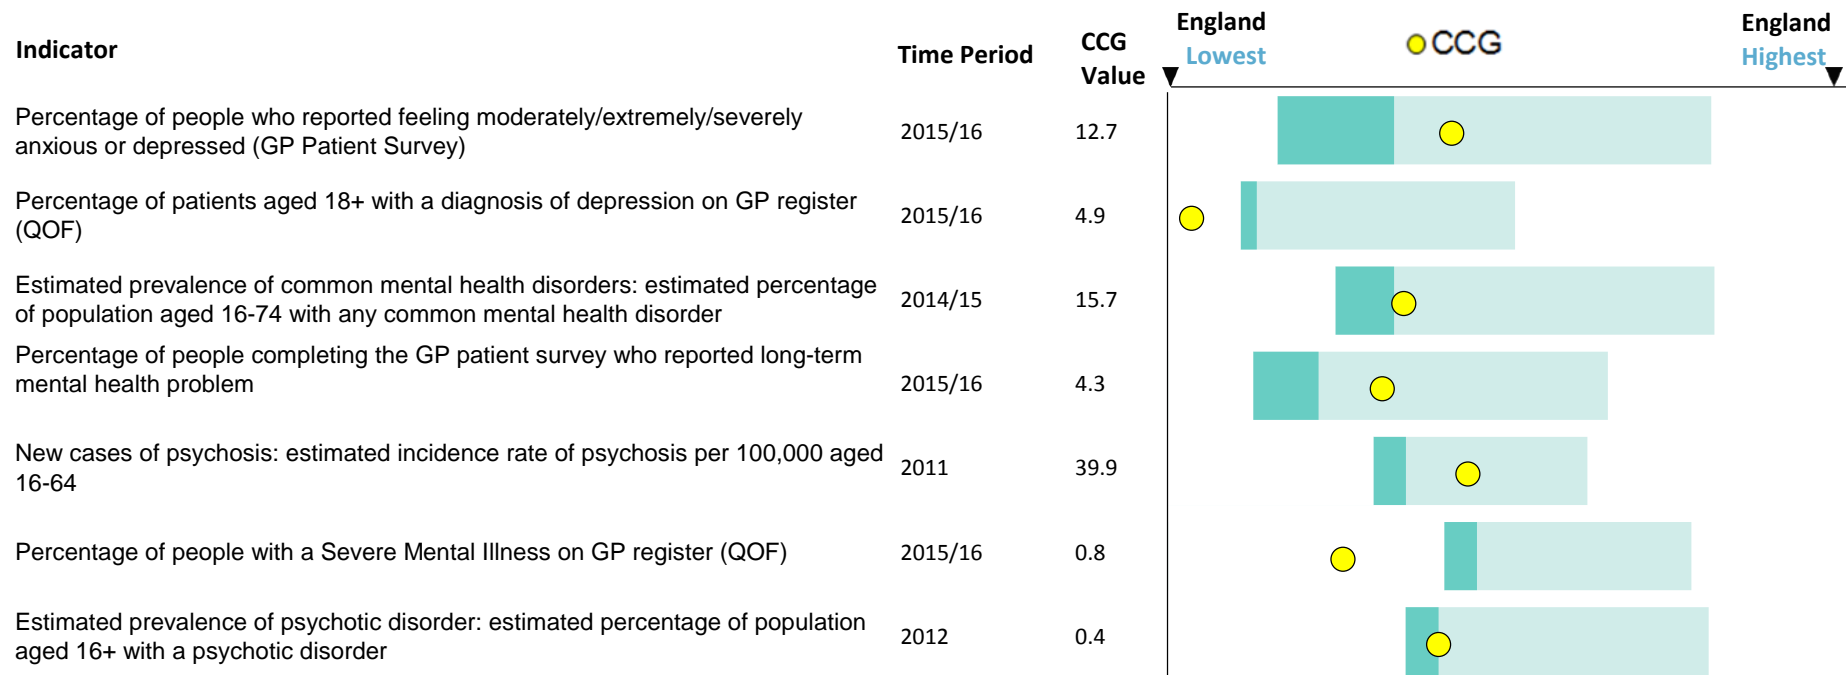 Indicator
Time Period
CCG
Value
England
Lowest
CCG
England
Highest
Percentage of people who reported feeling moderately/extremely/severely
anxious or depressed (GP Patient Survey)
2015/16
12.7
Percentage of patients aged 18+ with a diagnosis of depression on GP register
(QOF)
2015/16
4.9
Estimated prevalence of common mental health disorders: estimated percentage
of population aged 16-74 with any common mental health disorder
2014/15
15.7
Percentage of people completing the GP patient survey who reported long-term
mental health problem
2015/16
4.3
New cases of psychosis: estimated incidence rate of psychosis per 100,000 aged
16-64
2011
39.9
Percentage of people with a Severe Mental Illness on GP register (QOF)
2015/16
0.8
Estimated prevalence of psychotic disorder: estimated percentage of population
aged 16+ with a psychotic disorder
2012
0.4